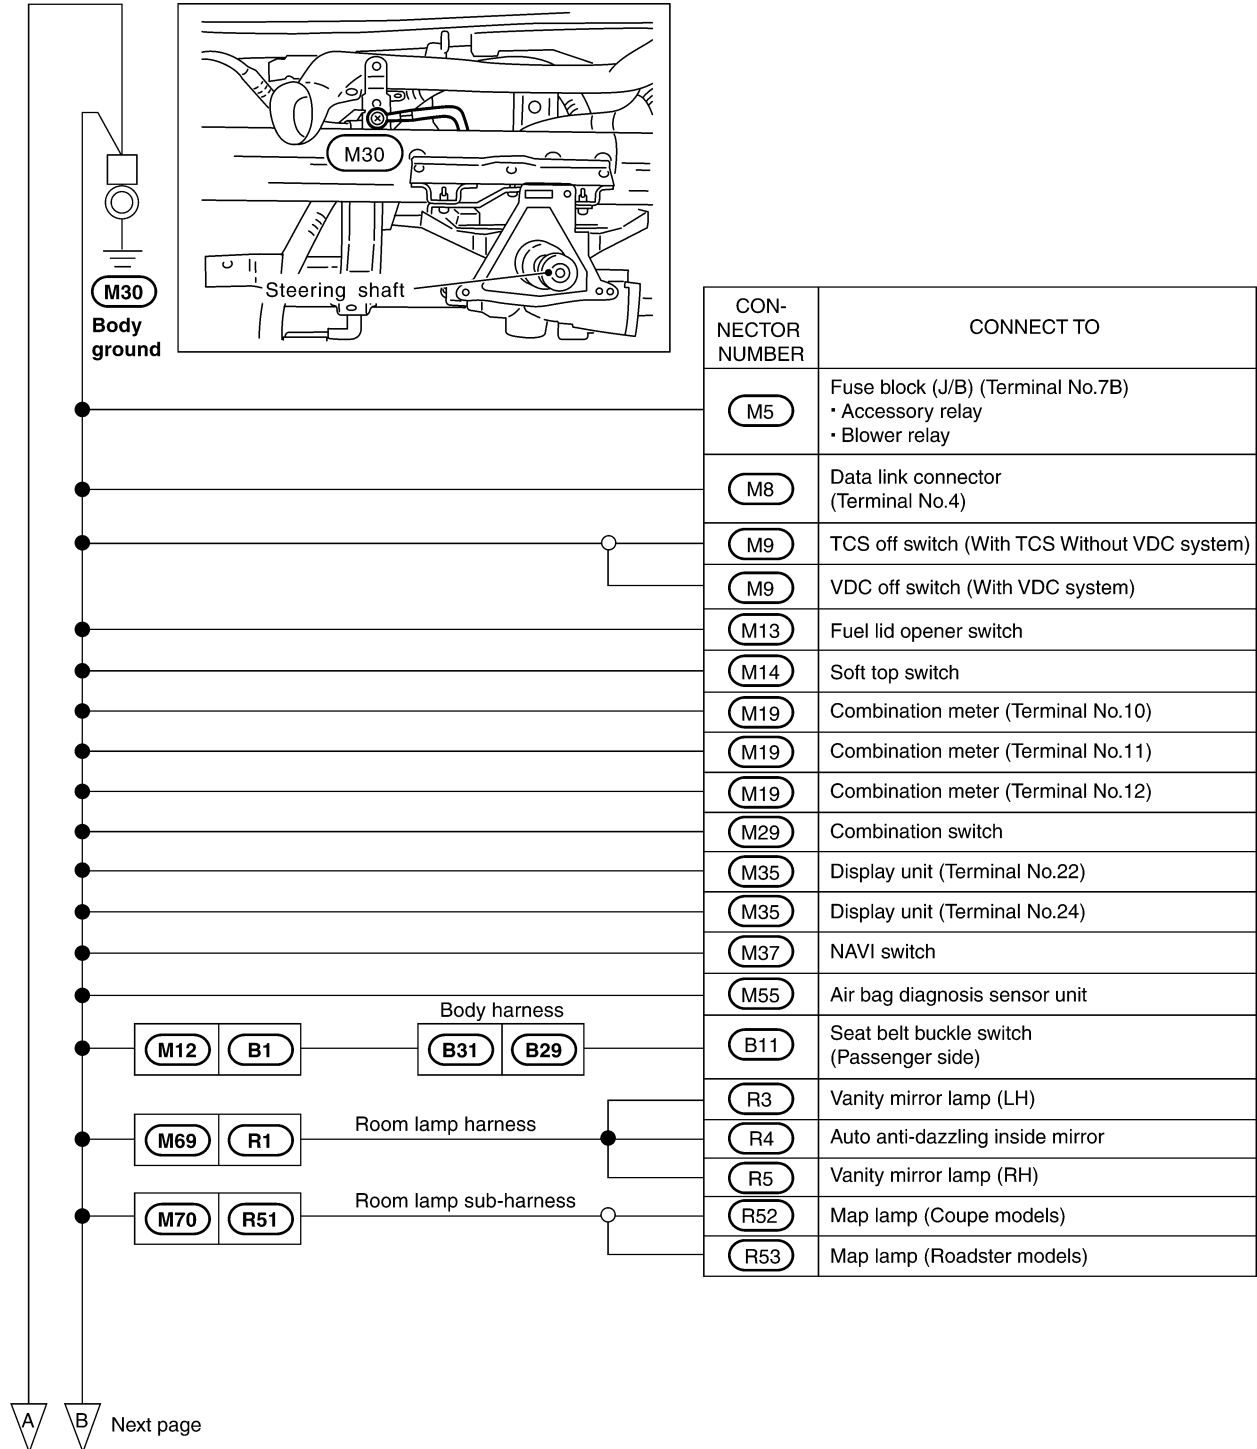 M30
Steering shaft
M30
Body
ground
CON-
NECTOR
NUMBER
CONNECT TO
M5
Fuse block (J/B) (Terminal No.7B)
· Accessory relay
· Blower relay
M8
Data link connector
(Terminal No.4)
M9
TCS off switch (With TCS Without VDC system)
M9
VDC off switch (With VDC system)
M13
Fuel lid opener switch
M14
Soft top switch
M19
Combination meter (Terminal No.10)
M19
Combination meter (Terminal No.11)
M19
Combination meter (Terminal No.12)
M29
Combination switch
M35
Display unit (Terminal No.22)
M35
Display unit (Terminal No.24)
M37
NAVI switch
M55
Air bag diagnosis sensor unit
Body harness
M12 B1 B31 B29
B11
Seat belt buckle switch
(Passenger side)
R3
Vanity mirror lamp (LH)
M69 R1
Room lamp harness
R4
Auto anti-dazzling inside mirror
R5
Vanity mirror lamp (RH)
M70 R51
Room lamp sub-harness
R52
Map lamp (Coupe models)
R53
Map lamp (Roadster models)
A B Next page